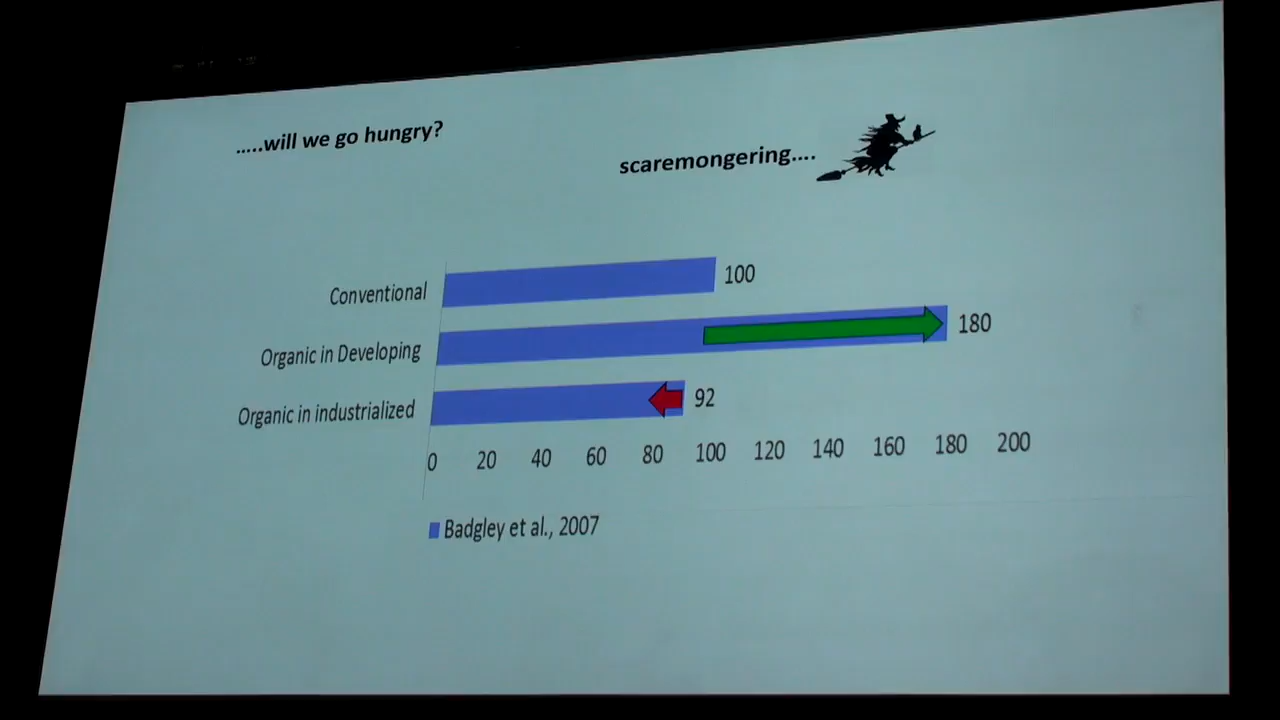 .....will we go hungry?
scaremongering....
Conventional
100
Organic in Developing
180
Organic in industrialized
92
0 20 40 60 80 100 120 140 160 180 200
Badgley et al., 2007